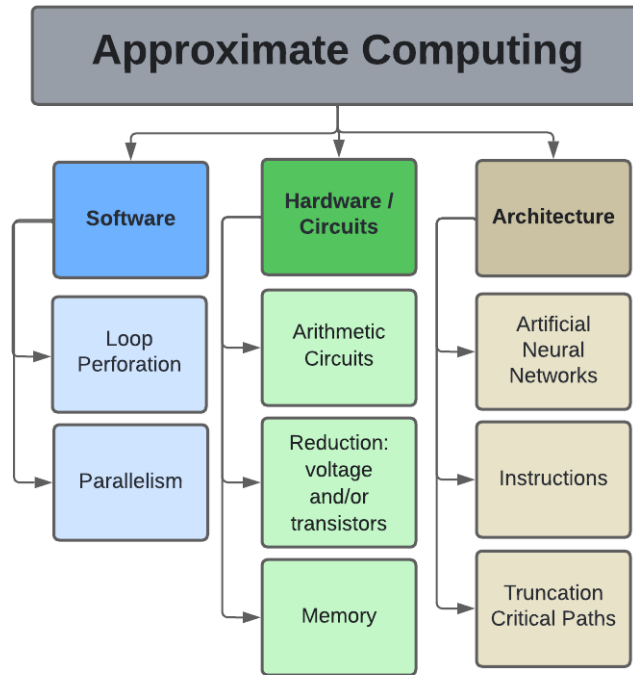 Approximate Computing
Software
Hardware /
Circuits
Architecture
Loop
Perforation
Arithmetic
Circuits
Artificial
Neural
Networks
Parallelism
Reduction:
voltage
and/or
transistors
Instructions
Memory
Truncation
Critical Paths